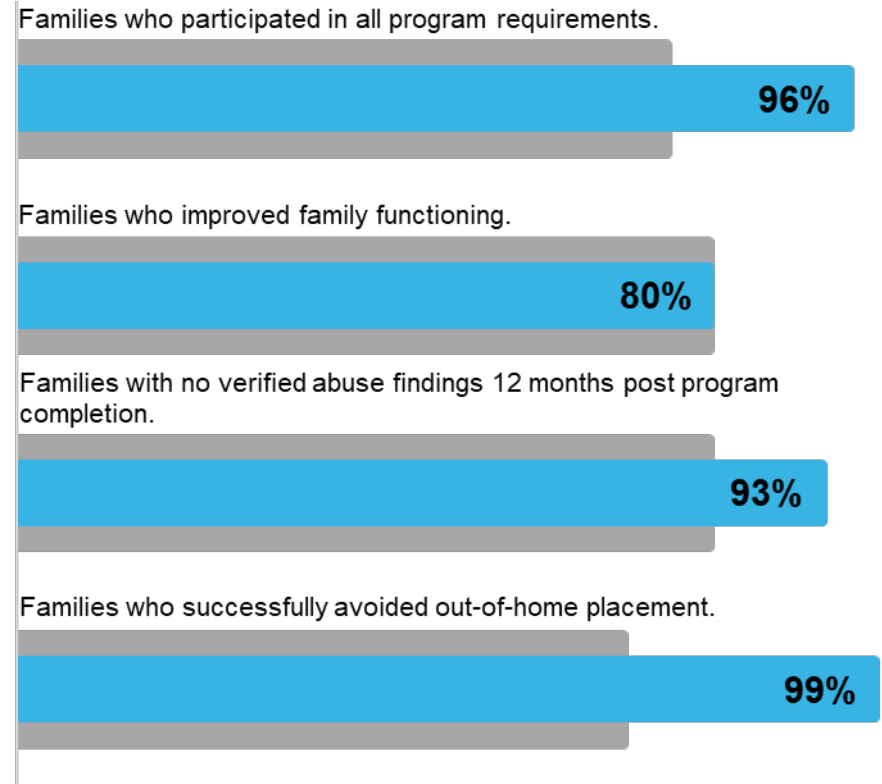 Families who participated in all program requirements.
96%
Families who improved family functioning.
80%
Families with no verified abuse findings 12 months post program
completion.
93%
Families who successfully avoided out-of-home placement.
99%